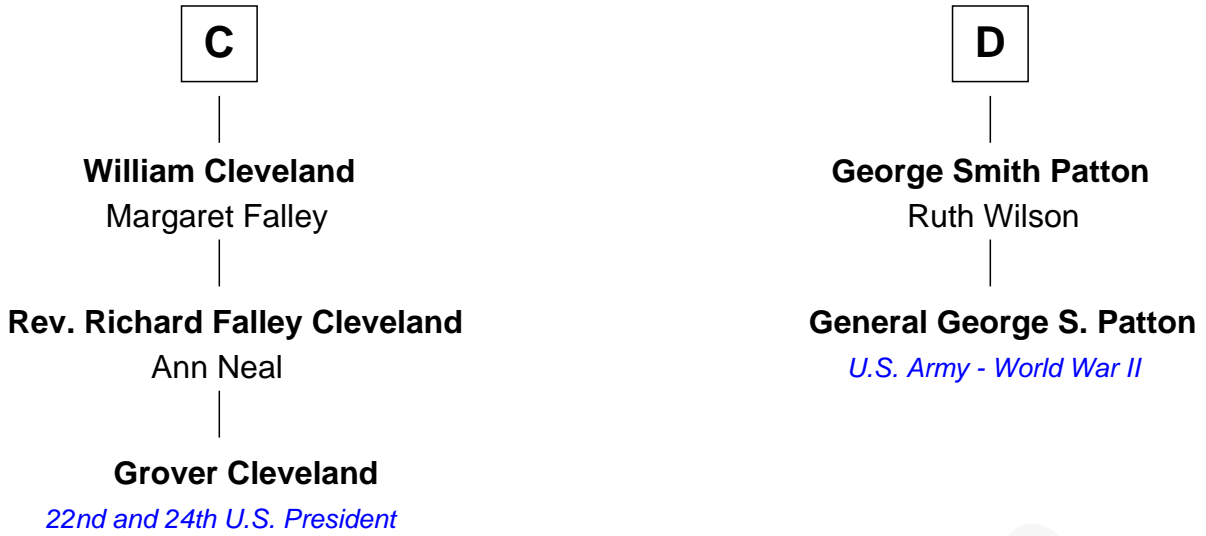 C
William Cleveland
Margaret Falley
Rev. Richard Falley Cleveland
Ann Neal
Grover Cleveland
22nd and 24th U.S. President
D
George Smith Patton
Ruth Wilson
General George S. Patton
U.S. Army - World War II